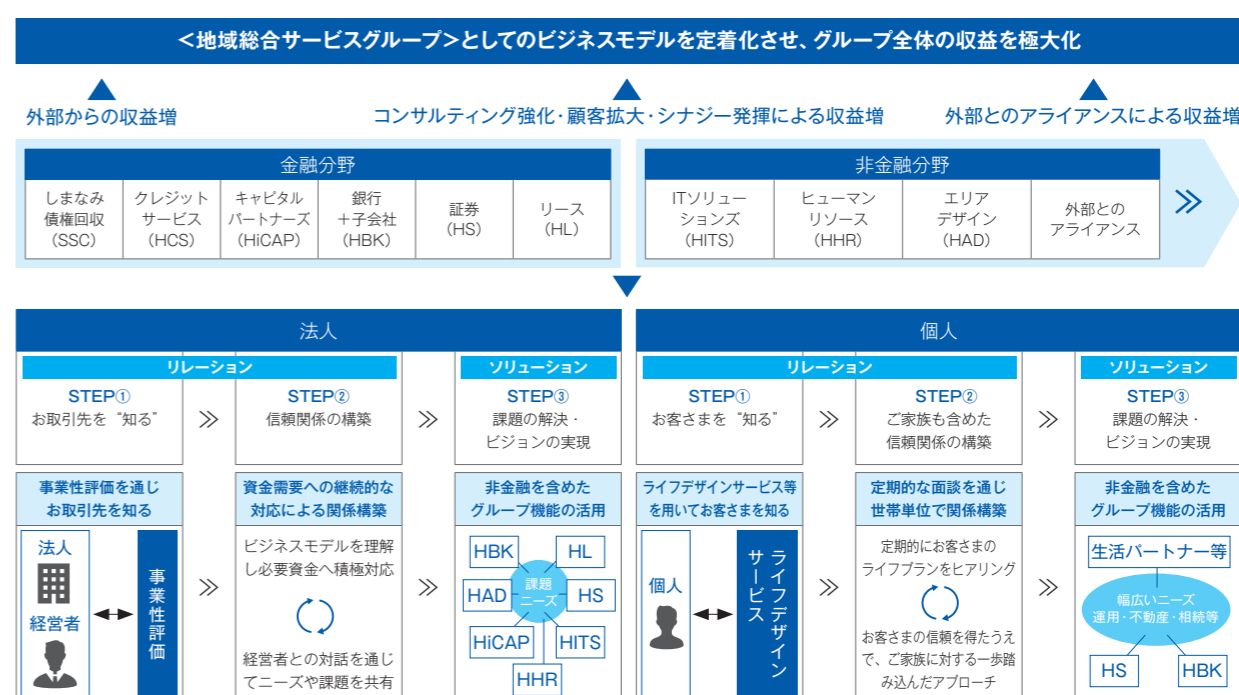 <地域総合サービスグループ>としてのビジネスモデルを定着化させ、グループ全体の収益を極大化
外部からの収益増
コンサルティング強化・顧客拡大・シナジー発揮による収益増
外部とのアライアンスによる収益増
金融分野
しまなみ
債権回収
(SSC)
クレジット
サービス
(HCS)
キャピタル
パートナーズ
(HiCAP)
銀行
+子会社
(HBK)
証券
(HS)
リース
(HL)
非金融分野
ITソリュー
ションズ
(HITS)
ヒューマン
リソース
(HHR)
エリア
デザイン
(HAD)
外部との
アライアンス
法人
リレーション
ソリューション
STEP①
お取引先を“知る”
STEP②
信頼関係の構築
STEP③
課題の解決・
ビジョンの実現
事業性評価を通じ
お取引先を知る
資金需要への継続的な
対応による関係構築
非金融を含めた
グループ機能の活用
法人
経営者
事業性評価
ビジネスモデルを理解
し必要資金へ積極対応
経営者との対話を通じ
てニーズや課題を共有
HBK
HL
HAD
課題
ニーズ
HS
HiCAP
HITS
HHR
個人
リレーション
ソリューション
STEP①
お客さまを“知る”
STEP②
ご家族も含めた
信頼関係の構築
STEP③
課題の解決・
ビジョンの実現
ライフデザインサービス等
を用いてお客さまを知る
定期的な面談を通じ
世帯単位で関係構築
非金融を含めた
グループ機能の活用
個人
ライフデザイン
サービス
定期的にお客さまの
ライフプランをヒアリング
お客さまの信頼を得たうえ
で、ご家族に対する一歩踏
み込んだアプローチ
生活パートナー等
幅広いニーズ
運用・不動産・相続等
HS
HBK